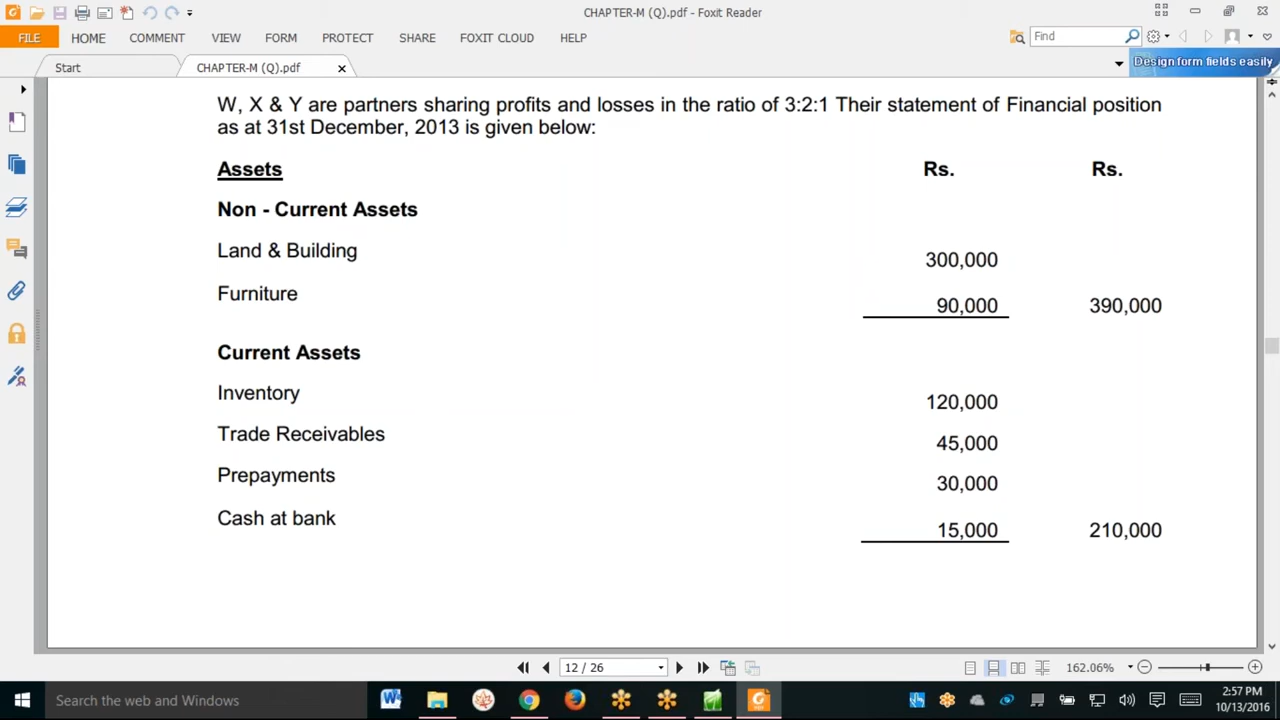 CHAPTER-M (Q).pdf - Foxit Reader
FILE HOME COMMENT VIEW FORM PROTECT SHARE FOXIT CLOUD HELP Find
Start CHAPTER-M (Q).pdf Design form fields easily
W, X & Y are partners sharing profits and losses in the ratio of 3:2:1 Their statement of Financial position
as at 31st December, 2013 is given below:
Assets Rs. Rs.
Non - Current Assets
Land & Building 300,000
Furniture 90,000 390,000
Current Assets
Inventory 120,000
Trade Receivables 45,000
Prepayments 30,000
Cash at bank 15,000 210,000
12 / 26 162.06%
Search the web and Windows 2:57 PM
10/13/2016